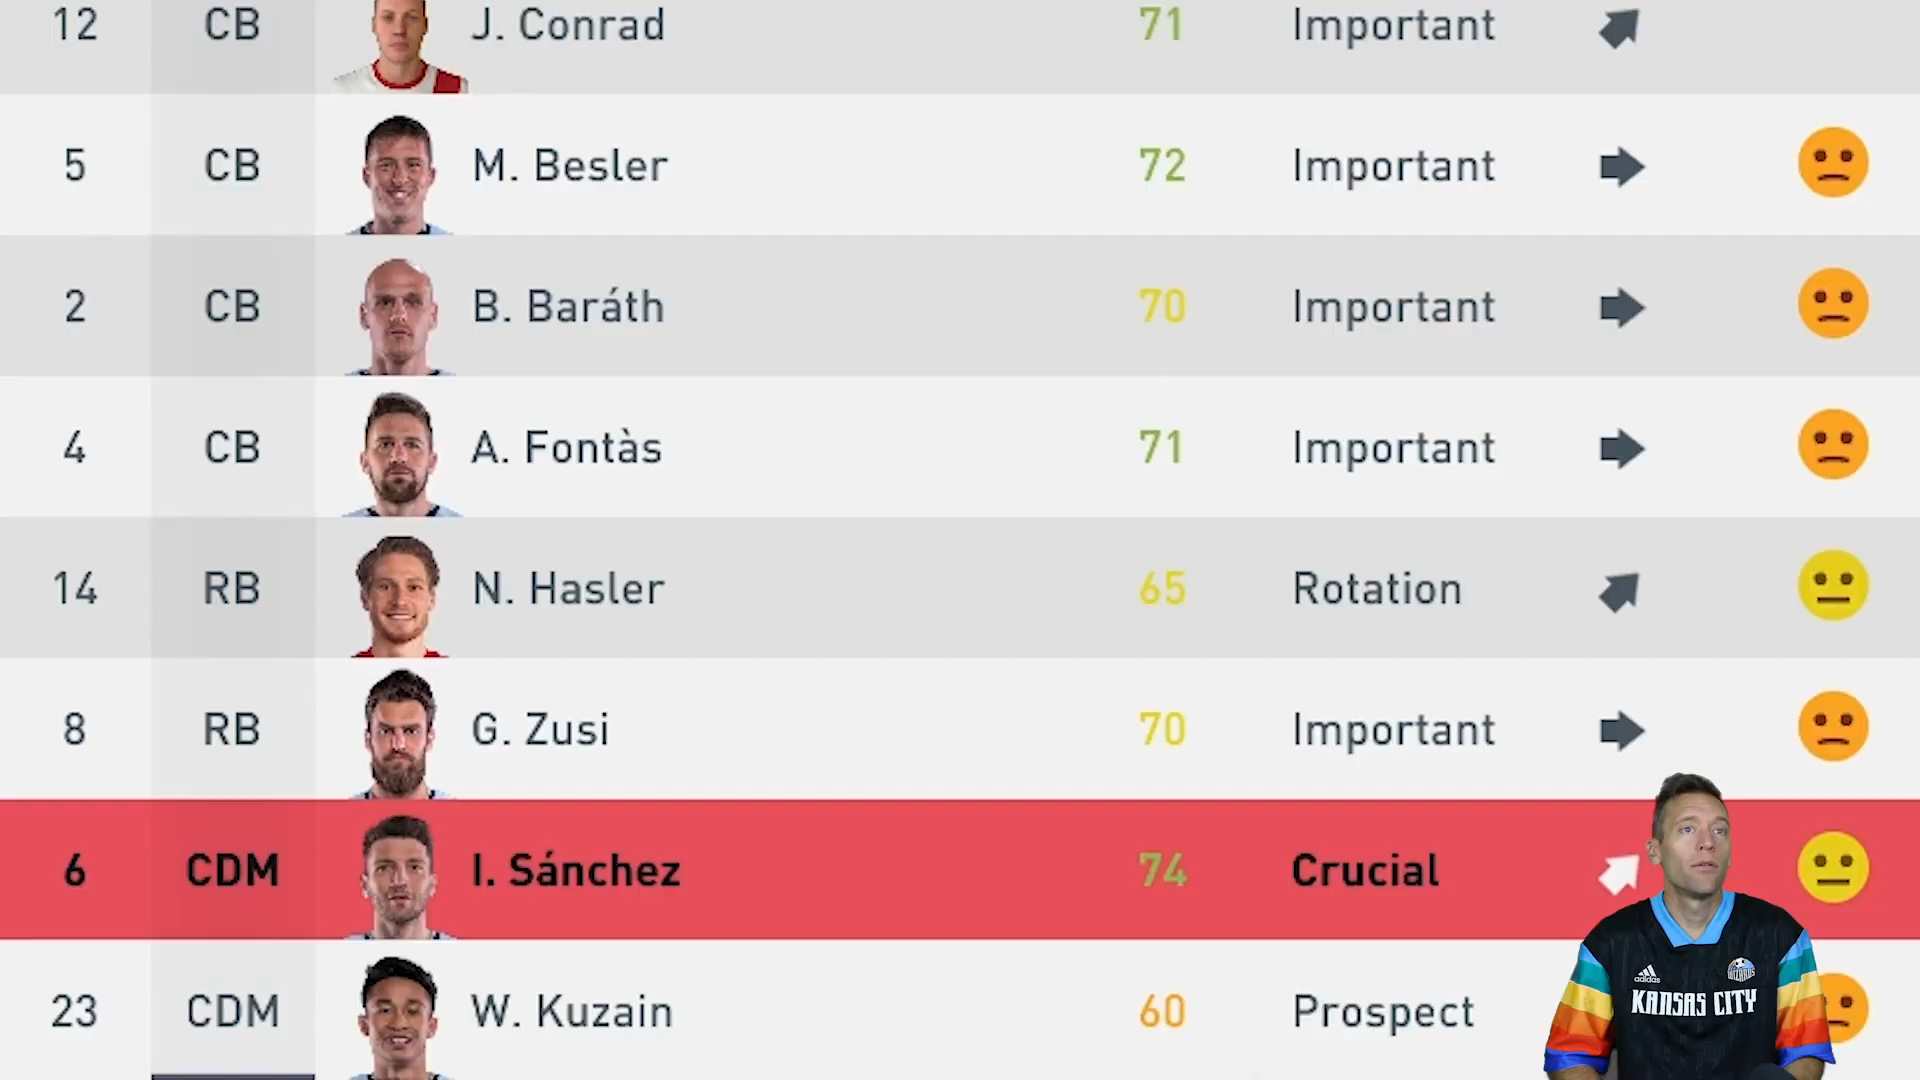 12 CB J. Conrad 71 Important
5 CB M. Besler 72 Important
2 CB B. Baráth 70 Important
4 CB A. Fontàs 71 Important
14 RB N. Hasler 65 Rotation
8 RB G. Zusi 70 Important
6 CDM I. Sánchez 74 Crucial
23 CDM W. Kuzain 60 Prospect
adidas
KANSAS CITY